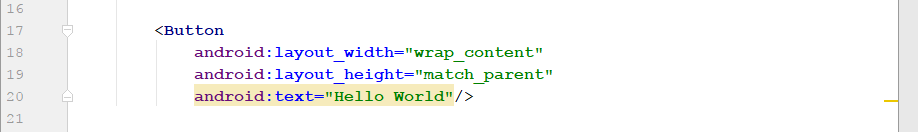 16
17 <Button
18 android:layout_width="wrap_content"
19 android:layout_height="match_parent"
20 android:text="Hello World"/>
21